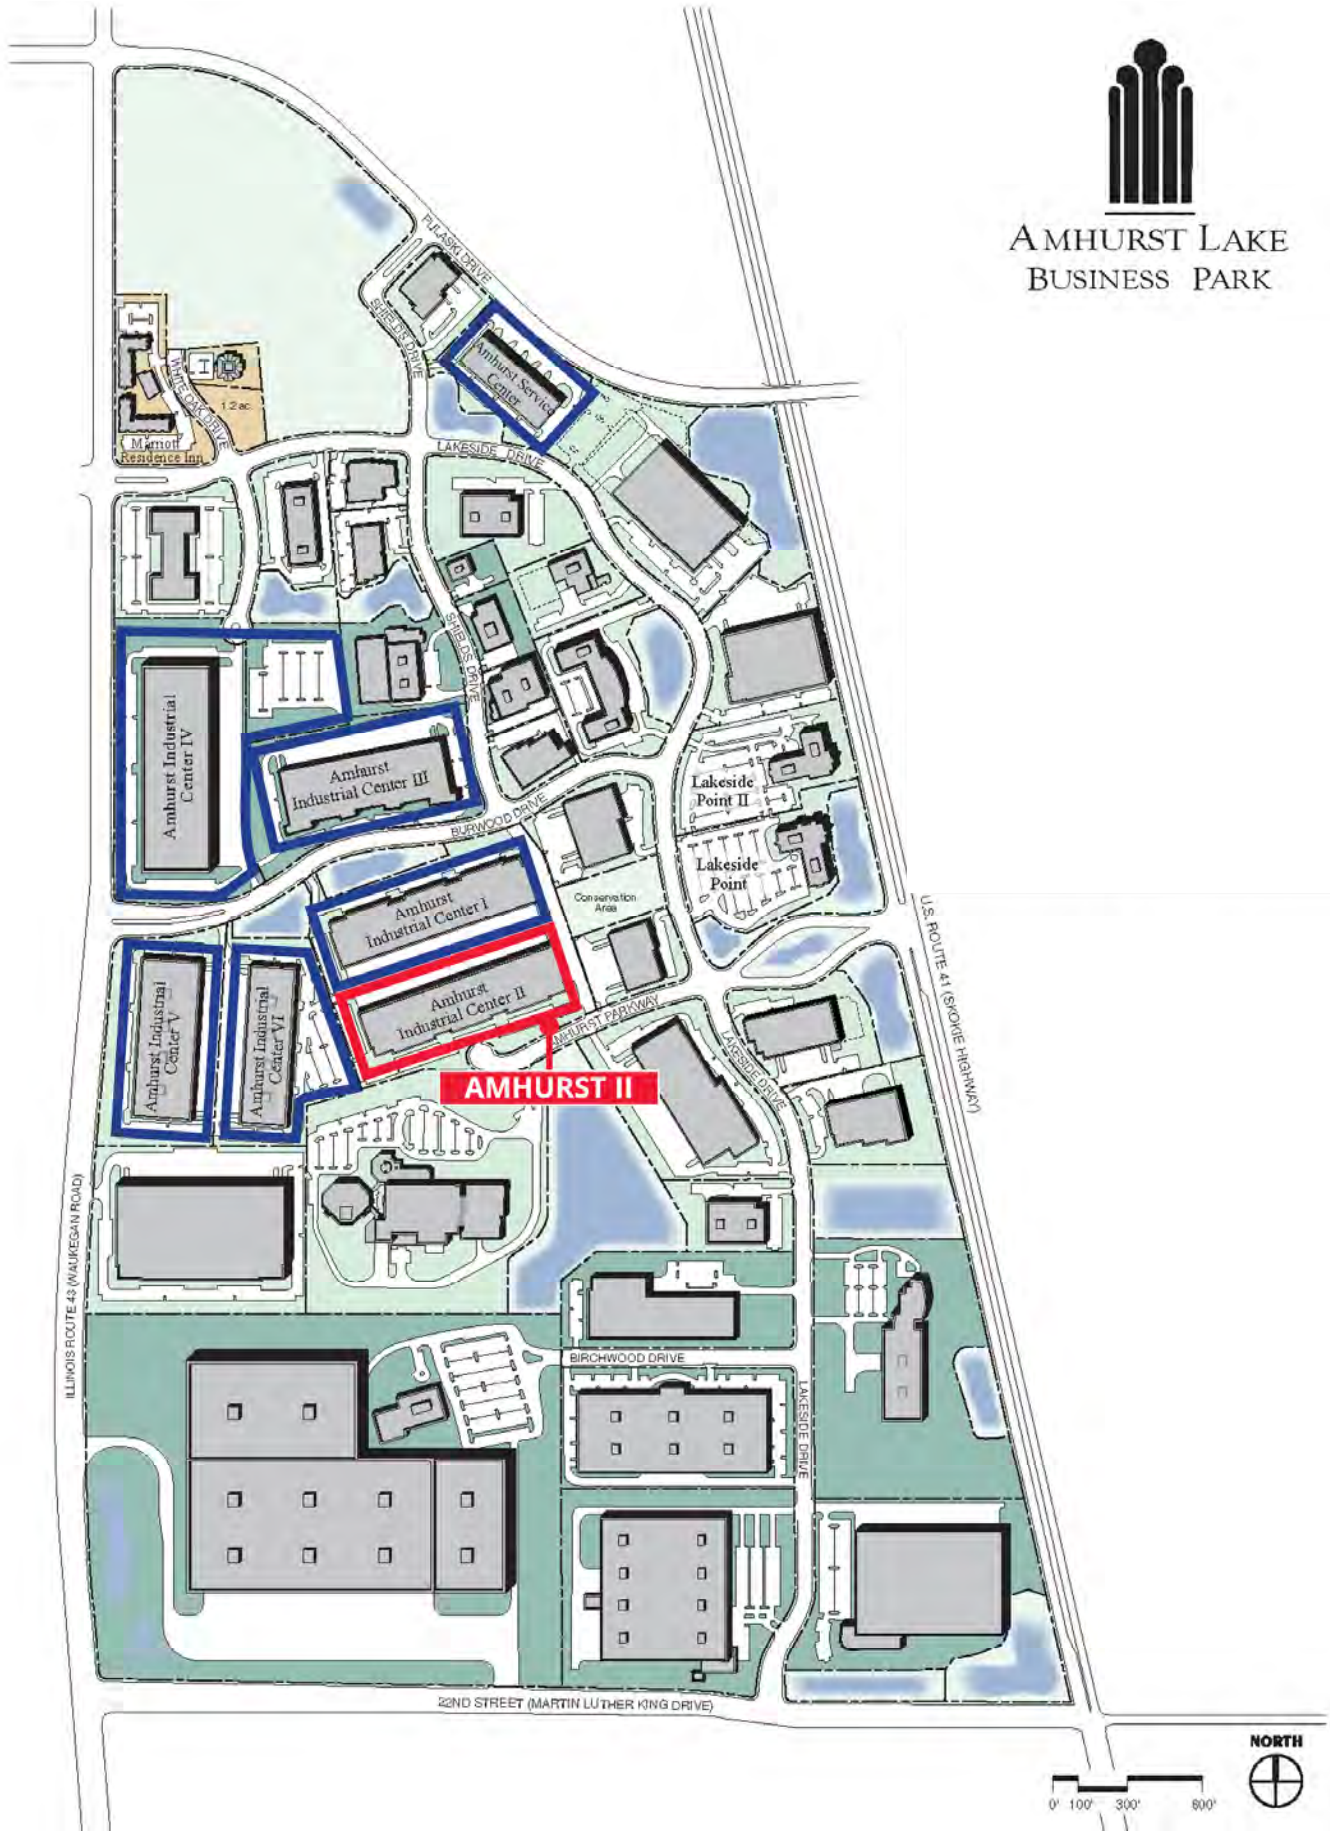 AMHURST LAKE
BUSINESS PARK
PULASKI DRIVE
SHIELDS DRIVE
Amhurst Service
Center
WHITE OAK DRIVE
1.2 ac.
Marriott
Residence Inn
LAKESIDE DRIVE
SHIELDS DRIVE
Amhurst Industrial
Center IV
Amhurst
Industrial Center III
Lakeside
Point II
BURWOOD DRIVE
Lakeside
Point
Amhurst
Industrial Center I
Conservation
Area
U.S. ROUTE 41 (SKOKIE HIGHWAY)
Amhurst Industrial
Center V
Amhurst Industrial
Center VI
Amhurst
Industrial Center II
MHURST PARKWAY
LAKESIDE DRIVE
AMHURST II
ILLINOIS ROUTE 43 (WAUKEGAN ROAD)
BIRCHWOOD DRIVE
LAKESIDE DRIVE
22ND STREET (MARTIN LUTHER KING DRIVE)
NORTH
0' 100' 300' 600'